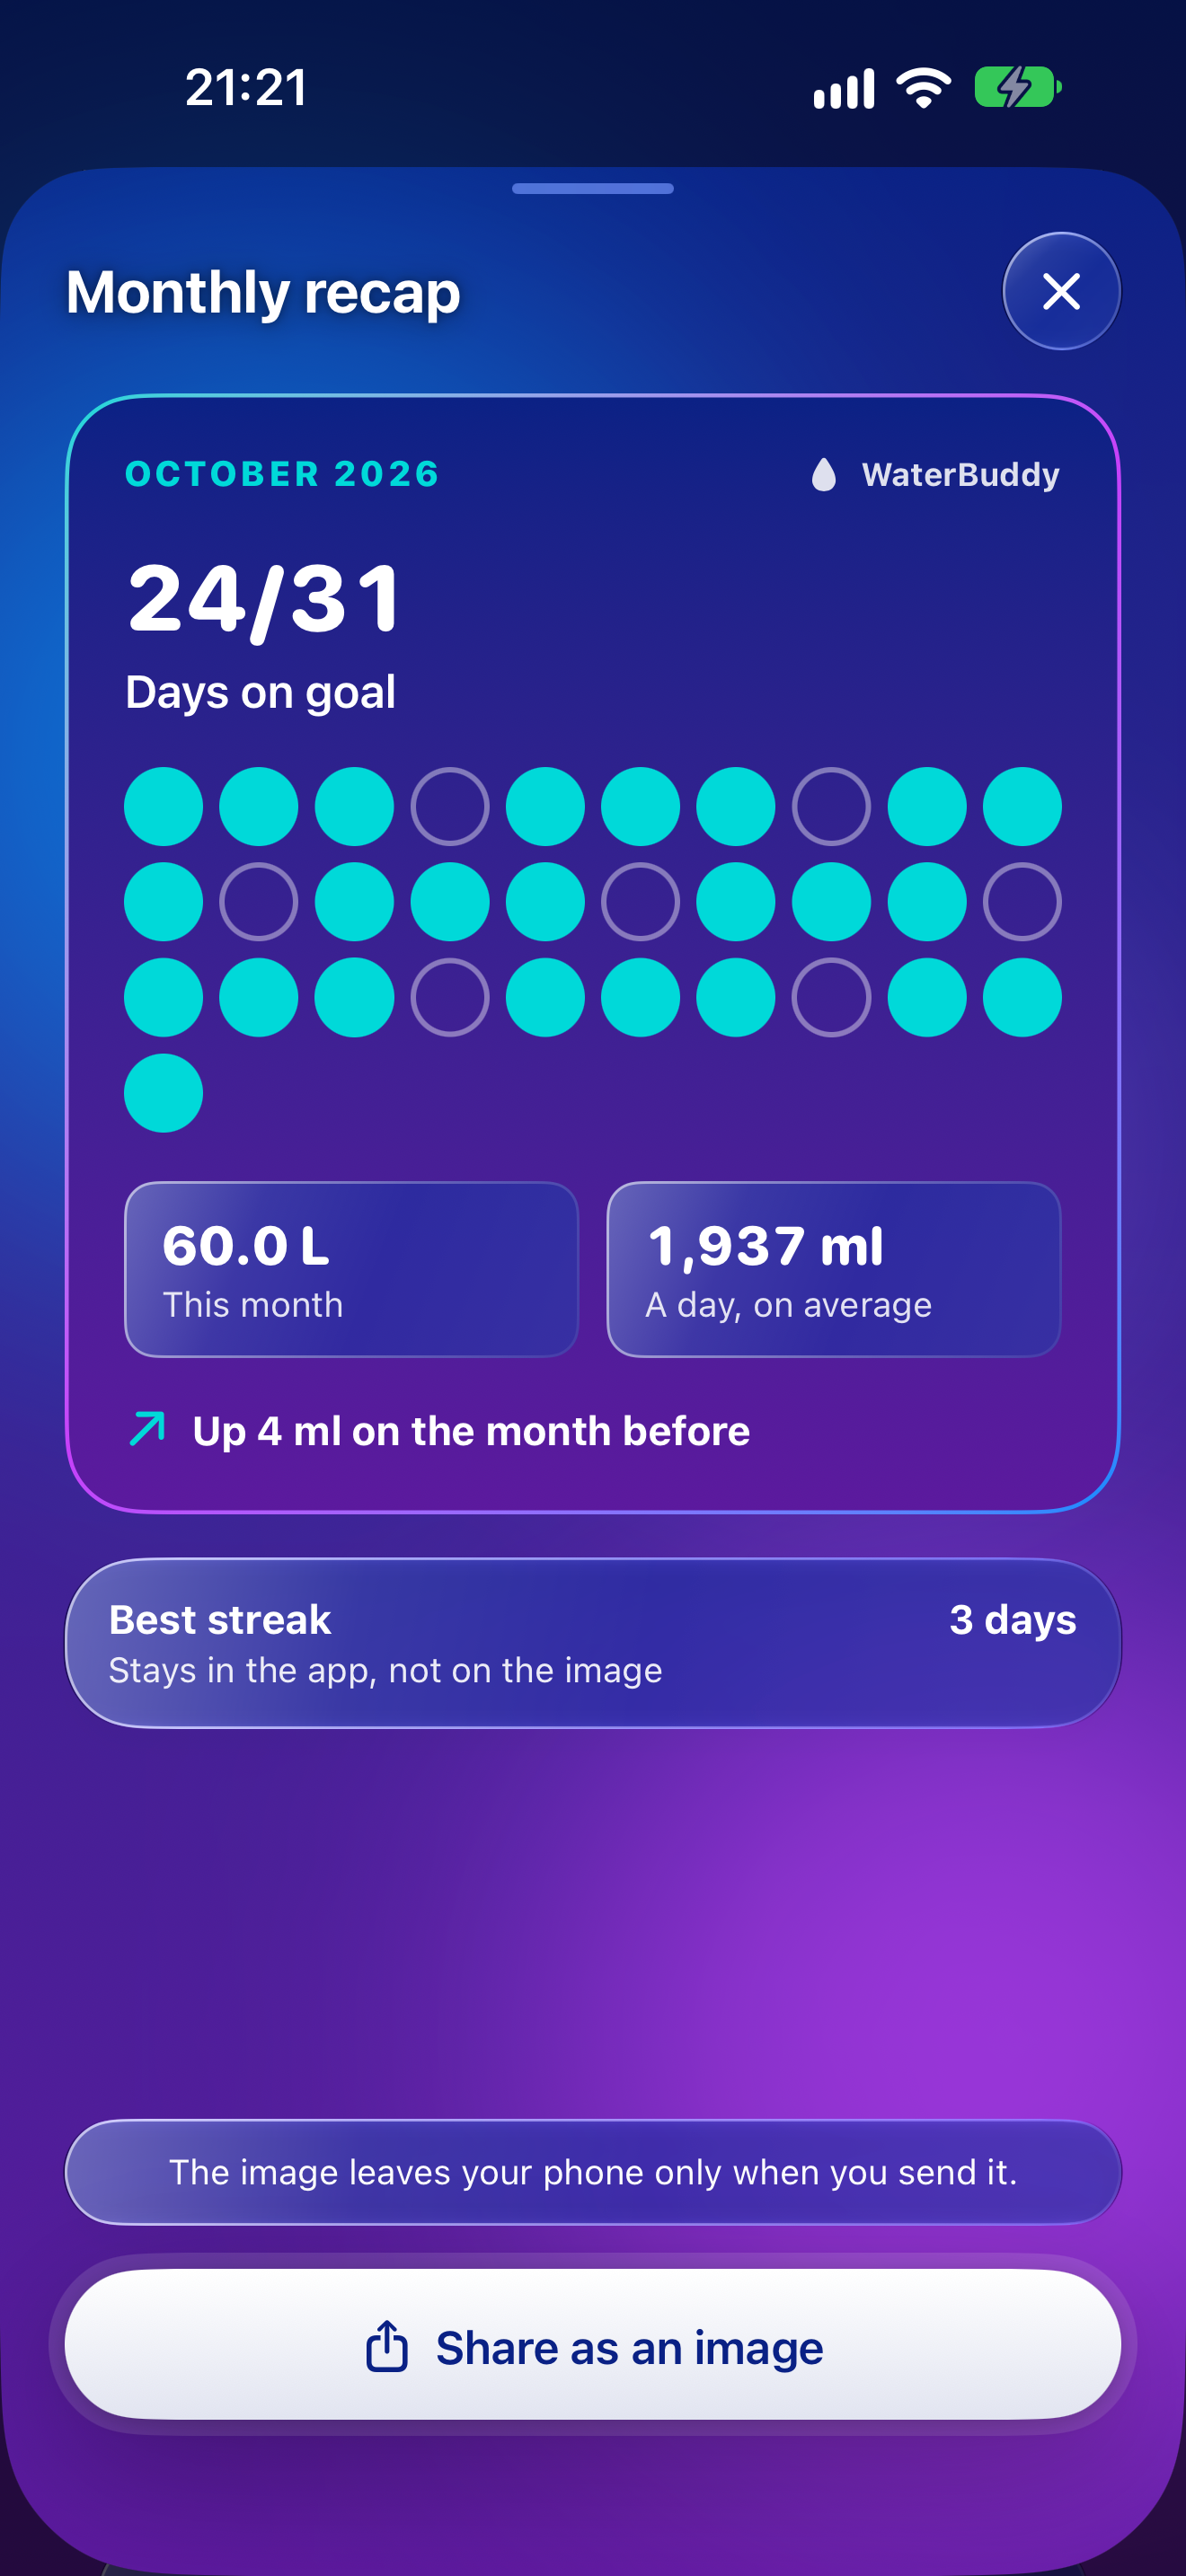 21:21
Monthly recap
OCTOBER 2026
WaterBuddy
24/31
Days on goal
60.0 L
This month
1,937 ml
A day, on average
Up 4 ml on the month before
Best streak
3 days
Stays in the app, not on the image
The image leaves your phone only when you send it.
Share as an image